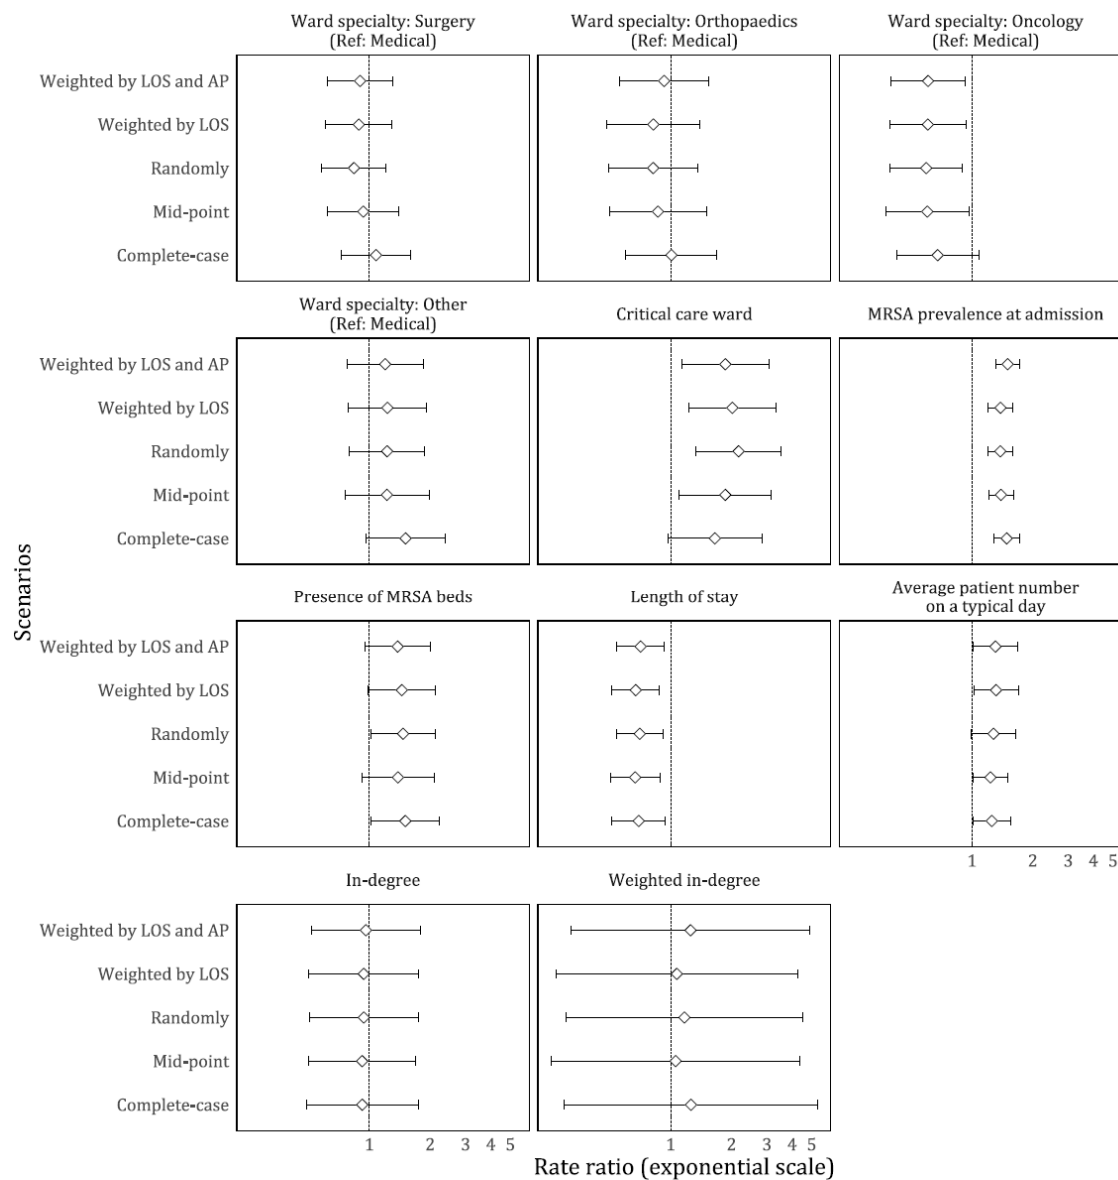 Ward specialty: Surgery
(Ref: Medical)
Ward specialty: Orthopaedics
(Ref: Medical)
Ward specialty: Oncology
(Ref: Medical)
Weighted by LOS and AP
Weighted by LOS
Randomly
Mid-point
Complete-case
Ward specialty: Other
(Ref: Medical)
Critical care ward
MRSA prevalence at admission
Weighted by LOS and AP
Weighted by LOS
Randomly
Mid-point
Complete-case
Scenarios
Presence of MRSA beds
Length of stay
Average patient number
on a typical day
Weighted by LOS and AP
Weighted by LOS
Randomly
Mid-point
Complete-case
1 2 3 4 5
In-degree
Weighted in-degree
Weighted by LOS and AP
Weighted by LOS
Randomly
Mid-point
Complete-case
1 2 3 4 5
1 2 3 4 5
Rate ratio (exponential scale)